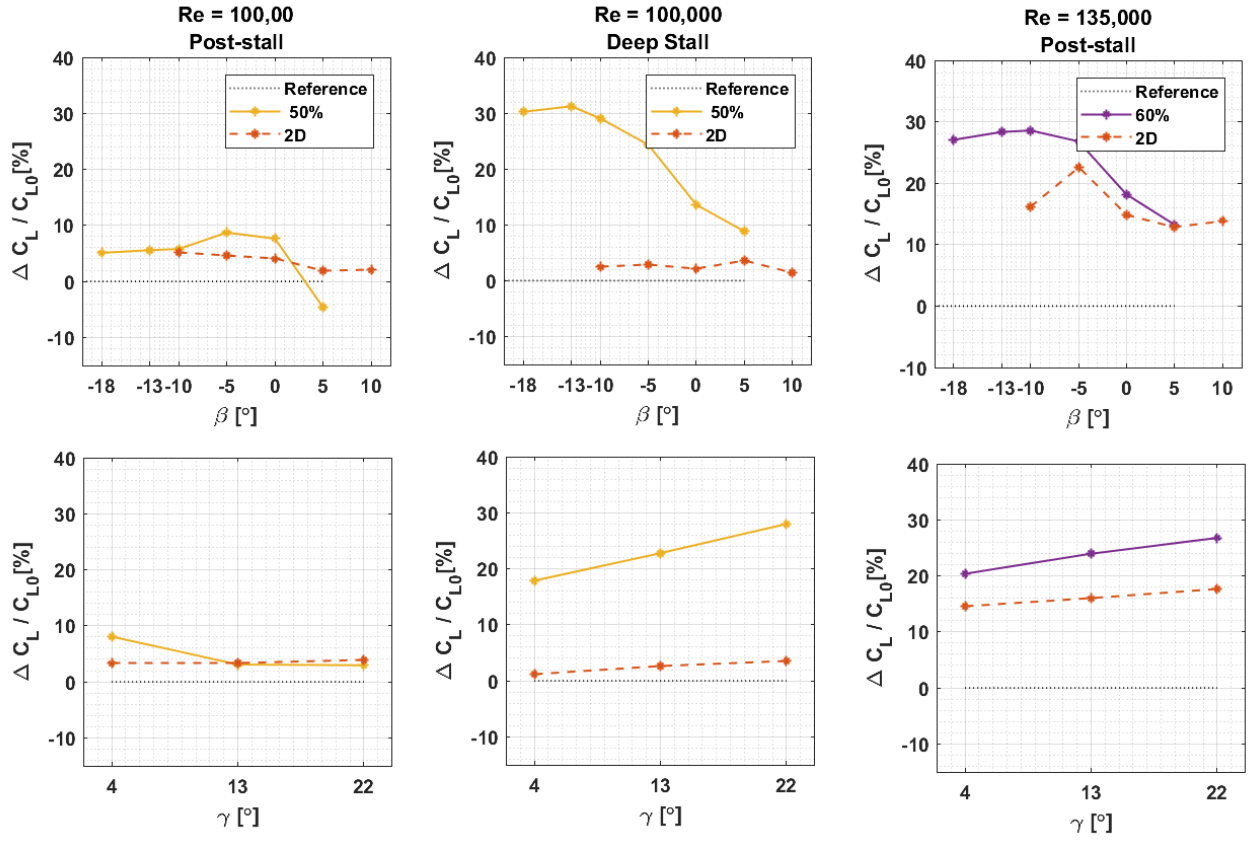 Re = 100,00
Post-stall
40
30
20
10
0
-10
Δ C_L / C_L0[%]
Reference
50%
2D
-18 -13 -10 -5 0 5 10
β [°]
Re = 100,000
Deep Stall
40
30
20
10
0
-10
Δ C_L / C_L0[%]
Reference
50%
2D
-18 -13 -10 -5 0 5 10
β [°]
Re = 135,000
Post-stall
40
30
20
10
0
-10
Δ C_L / C_L0[%]
Reference
60%
2D
-18 -13 -10 -5 0 5 10
β [°]
40
30
20
10
0
-10
Δ C_L / C_L0[%]
4 13 22
γ [°]
40
30
20
10
0
-10
Δ C_L / C_L0[%]
4 13 22
γ [°]
40
30
20
10
0
-10
Δ C_L / C_L0[%]
4 13 22
γ [°]